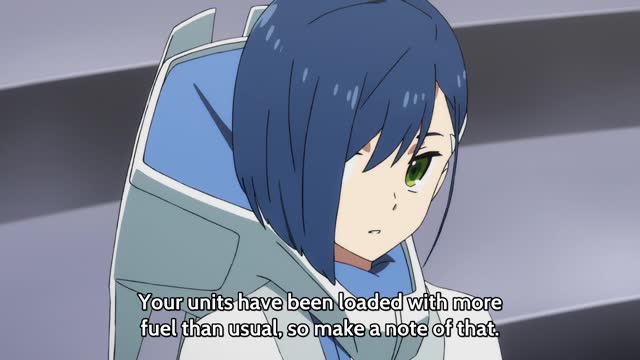 Your units have been loaded with more
fuel than usual, so make a note of that.